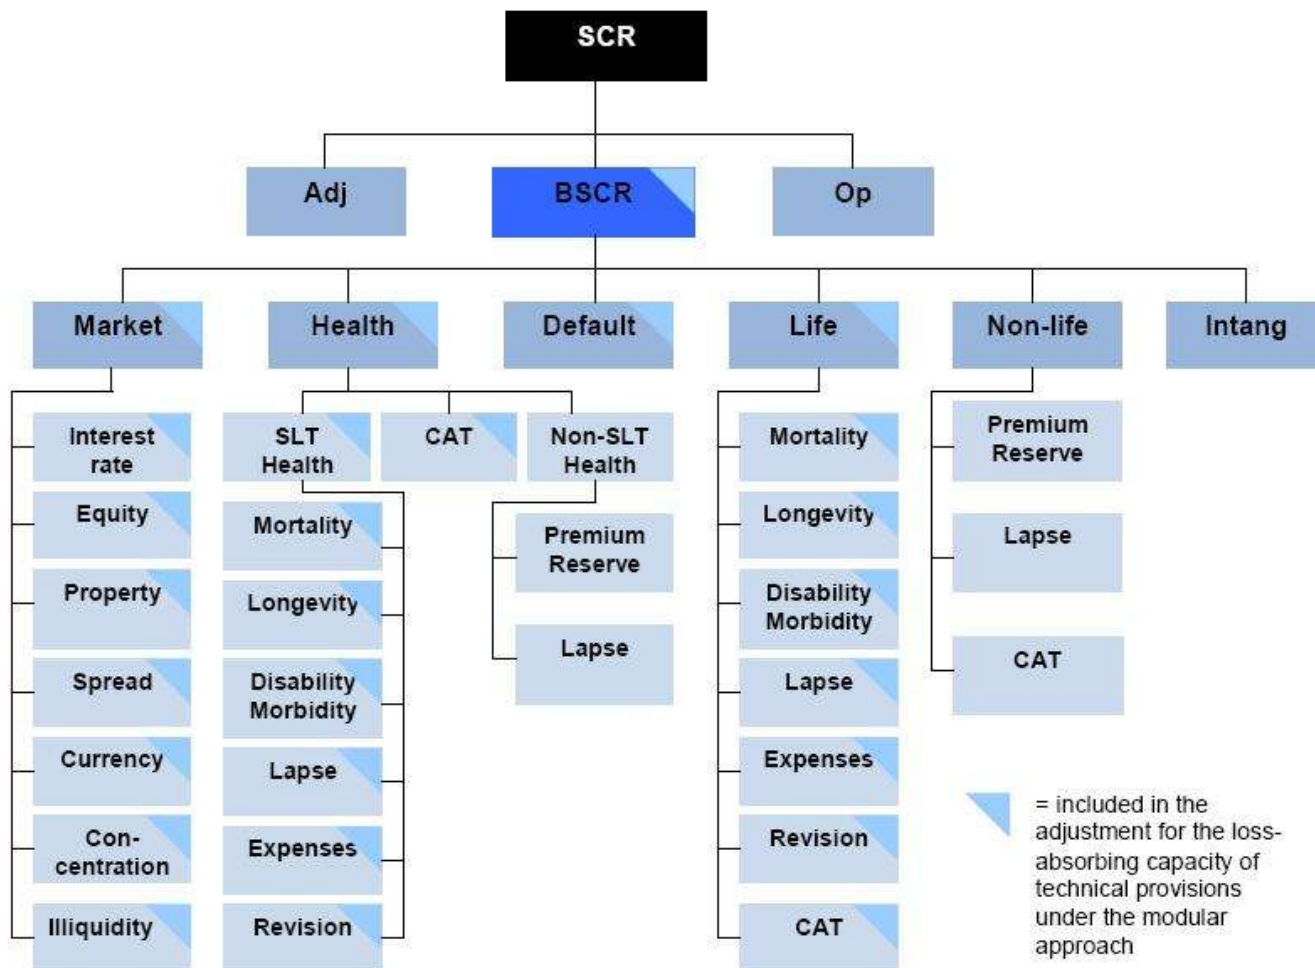 SCR
Adj
BSCR
Op
Market
Health
Default
Life
Non-life
Intang
Interest
rate
Equity
Property
Spread
Currency
Con-
centration
Illiquidity
SLT
Health
Mortality
Longevity
Disability
Morbidity
Lapse
Expenses
Revision
CAT
Non-SLT
Health
Premium
Reserve
Lapse
Mortality
Longevity
Disability
Morbidity
Lapse
Expenses
Revision
CAT
Premium
Reserve
Lapse
CAT
= included in the
adjustment for the loss-
absorbing capacity of
technical provisions
under the modular
approach